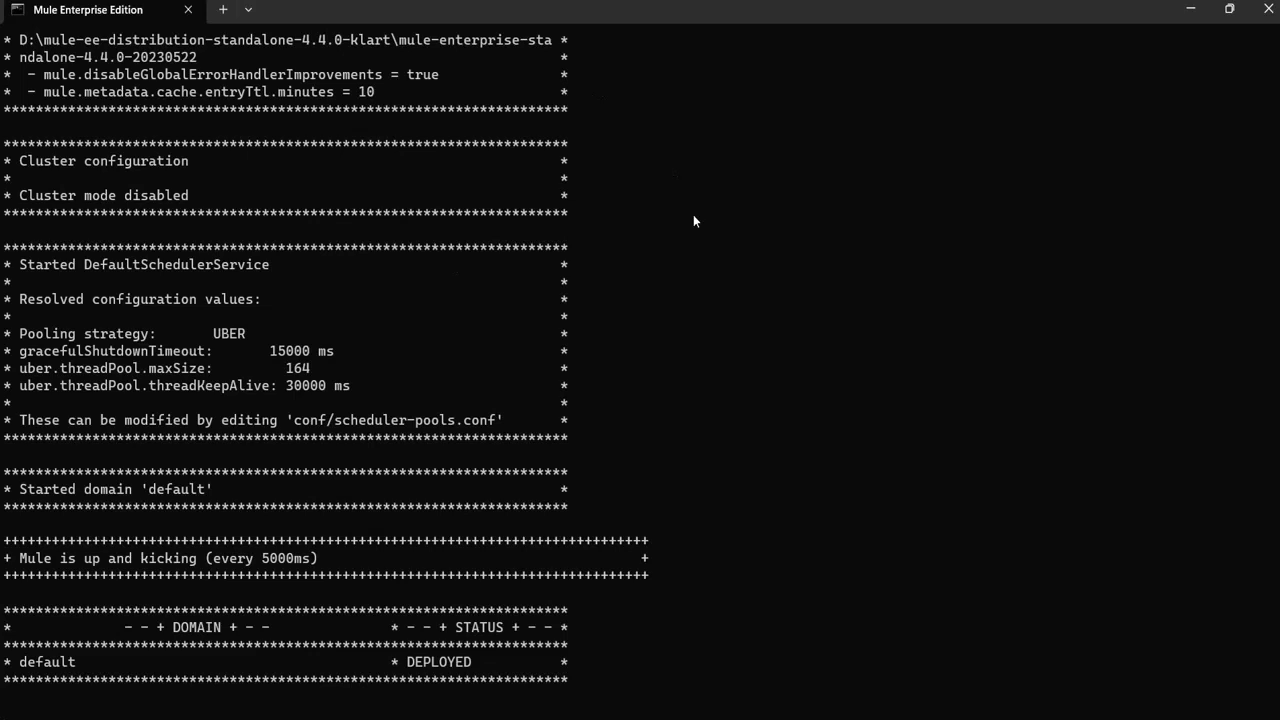 Mule Enterprise Edition
* D:\mule-ee-distribution-standalone-4.4.0-klart\mule-enterprise-sta *
* ndalone-4.4.0-20230522                                             *
*  - mule.disableGlobalErrorHandlerImprovements = true               *
*  - mule.metadata.cache.entryTtl.minutes = 10                       *
**********************************************************************
**********************************************************************
* Cluster configuration                                              *
*                                                                    *
* Cluster mode disabled                                              *
**********************************************************************
**********************************************************************
* Started DefaultSchedulerService                                    *
*                                                                    *
* Resolved configuration values:                                     *
*                                                                    *
* Pooling strategy:       UBER                                       *
* gracefulShutdownTimeout:       15000 ms                            *
* uber.threadPool.maxSize:         164                               *
* uber.threadPool.threadKeepAlive: 30000 ms                          *
*                                                                    *
* These can be modified by editing 'conf/scheduler-pools.conf'       *
**********************************************************************
**********************************************************************
* Started domain 'default'                                           *
**********************************************************************
++++++++++++++++++++++++++++++++++++++++++++++++++++++++++++++++++++++++++++++++
+ Mule is up and kicking (every 5000ms)                                        +
++++++++++++++++++++++++++++++++++++++++++++++++++++++++++++++++++++++++++++++++
**********************************************************************
*              - - + DOMAIN + - -               * - - + STATUS + - - *
**********************************************************************
* default                                       * DEPLOYED           *
**********************************************************************